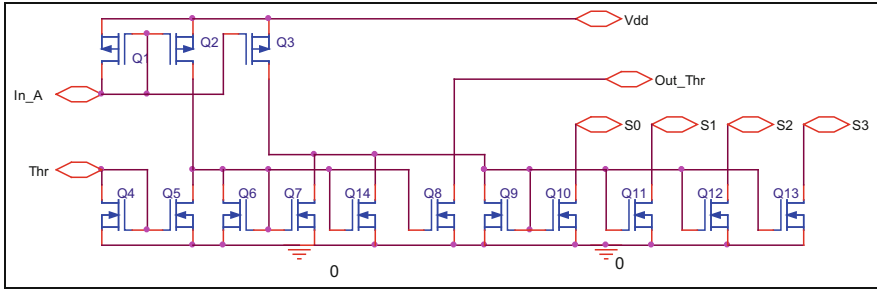 Vdd
Q1 Q2 Q3
In_A
Out_Thr
S0 S1 S2 S3
Thr
Q4 Q5 Q6 Q7 Q14 Q8 Q9 Q10 Q11 Q12 Q13
0 0